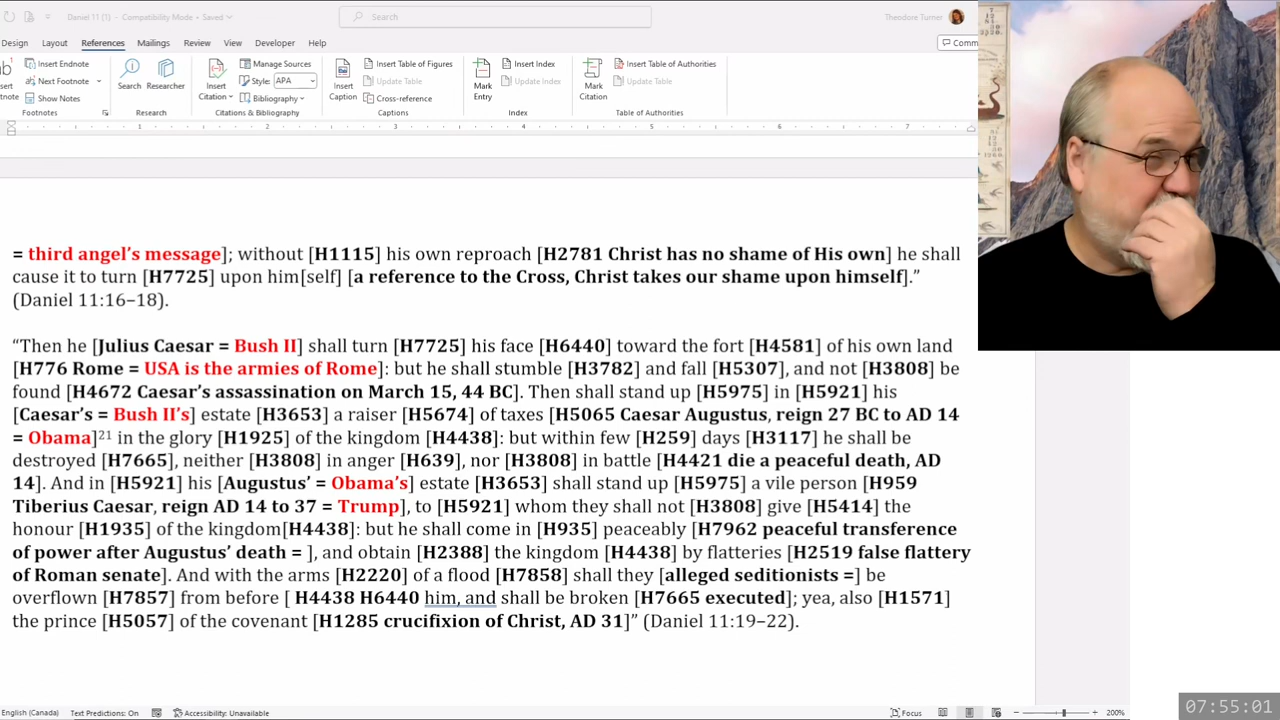 Daniel 11 (1) - Compatibility Mode • Saved
Search
Theodore Turner
Design Layout References Mailings Review View Developer Help
Comm
Insert Endnote
Next Footnote
Show Notes
Footnotes
Search
Researcher
Research
Insert Citation
Manage Sources
Style: APA
Bibliography
Citations & Bibliography
Insert Caption
Insert Table of Figures
Update Table
Cross-reference
Captions
Mark Entry
Insert Index
Update Index
Index
Mark Citation
Insert Table of Authorities
Update Table
Table of Authorities
1 2 3 4 5 6 7
= third angel's message]; without [H1115] his own reproach [H2781 Christ has no shame of His own] he shall
cause it to turn [H7725] upon him[self] [a reference to the Cross, Christ takes our shame upon himself].”
(Daniel 11:16–18).
“Then he [Julius Caesar = Bush II] shall turn [H7725] his face [H6440] toward the fort [H4581] of his own land
[H776 Rome = USA is the armies of Rome]: but he shall stumble [H3782] and fall [H5307], and not [H3808] be
found [H4672 Caesar’s assassination on March 15, 44 BC]. Then shall stand up [H5975] in [H5921] his
[Caesar’s = Bush II’s] estate [H3653] a raiser [H5674] of taxes [H5065 Caesar Augustus, reign 27 BC to AD 14
= Obama]21 in the glory [H1925] of the kingdom [H4438]: but within few [H259] days [H3117] he shall be
destroyed [H7665], neither [H3808] in anger [H639], nor [H3808] in battle [H4421 die a peaceful death, AD
14]. And in [H5921] his [Augustus’ = Obama’s] estate [H3653] shall stand up [H5975] a vile person [H959
Tiberius Caesar, reign AD 14 to 37 = Trump], to [H5921] whom they shall not [H3808] give [H5414] the
honour [H1935] of the kingdom[H4438]: but he shall come in [H935] peaceably [H7962 peaceful transference
of power after Augustus’ death = ], and obtain [H2388] the kingdom [H4438] by flatteries [H2519 false flattery
of Roman senate]. And with the arms [H2220] of a flood [H7858] shall they [alleged seditionists =] be
overflown [H7857] from before [ H4438 H6440 him, and shall be broken [H7665 executed]; yea, also [H1571]
the prince [H5057] of the covenant [H1285 crucifixion of Christ, AD 31]” (Daniel 11:19–22).
English (Canada) Text Predictions: On Accessibility: Unavailable Focus 200%
07:55:01